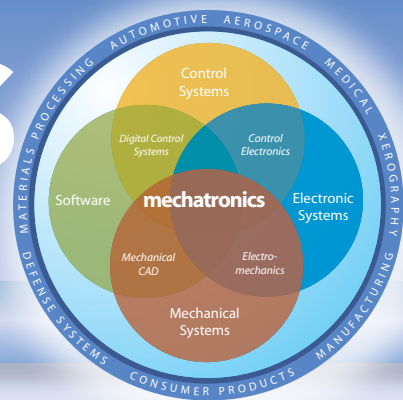 MATERIALS PROCESSING AUTOMOTIVE AEROSPACE MEDICAL XEROGRAPHY
Control
Systems
Digital Control
Systems
Control
Electronics
Software
mechatronics
Electronic
Systems
Mechanical
CAD
Electro-
mechanics
Mechanical
Systems
DEFENSE SYSTEMS CONSUMER PRODUCTS MANUFACTURING